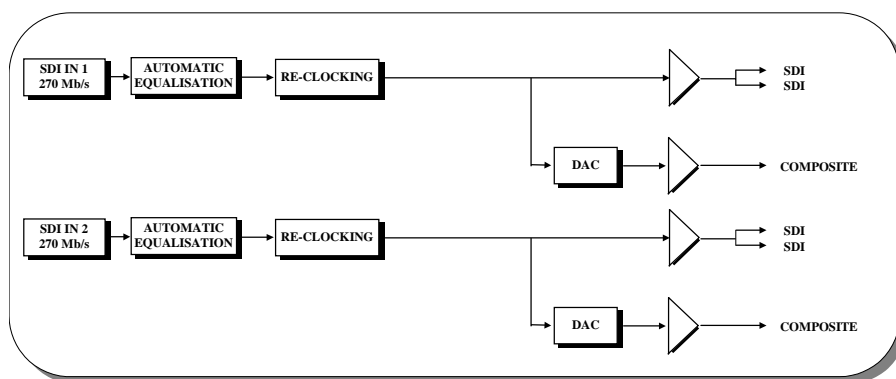 SDI IN 1
270 Mb/s
AUTOMATIC
EQUALISATION
RE-CLOCKING
SDI
SDI
DAC
COMPOSITE
SDI IN 2
270 Mb/s
AUTOMATIC
EQUALISATION
RE-CLOCKING
SDI
SDI
DAC
COMPOSITE